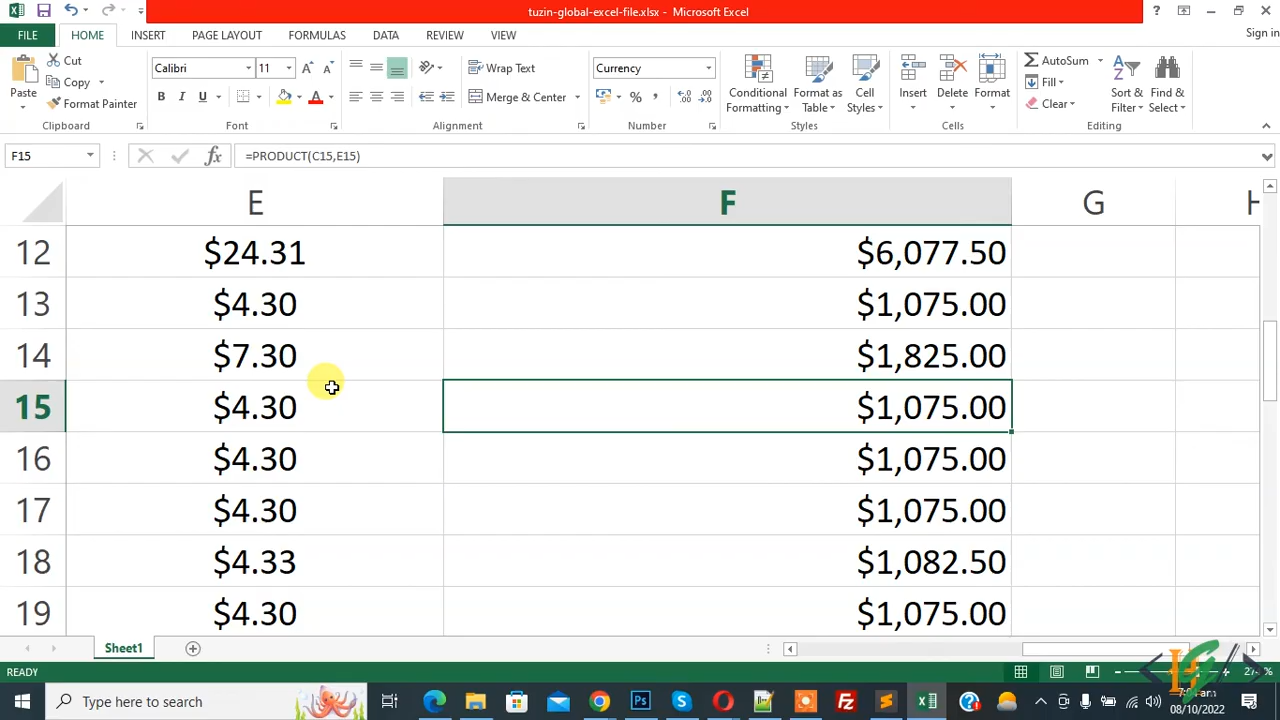 tuzin-global-excel-file.xlsx - Microsoft Excel
?
FILE HOME INSERT PAGE LAYOUT FORMULAS DATA REVIEW VIEW Sign in
Paste
Cut
Copy
Format Painter
Clipboard
Calibri 11
B I U
Font
Wrap Text
Merge & Center
Alignment
Currency
% ,
Number
Conditional Formatting
Format as Table
Cell Styles
Styles
Insert Delete Format
Cells
AutoSum
Fill
Clear
Sort & Filter
Find & Select
Editing
F15 fx =PRODUCT(C15,E15)
E F G H
12 $24.31 $6,077.50
13 $4.30 $1,075.00
14 $7.30 $1,825.00
15 $4.30 $1,075.00
16 $4.30 $1,075.00
17 $4.30 $1,075.00
18 $4.33 $1,082.50
19 $4.30 $1,075.00
Sheet1
READY
Type here to search
08/10/2022